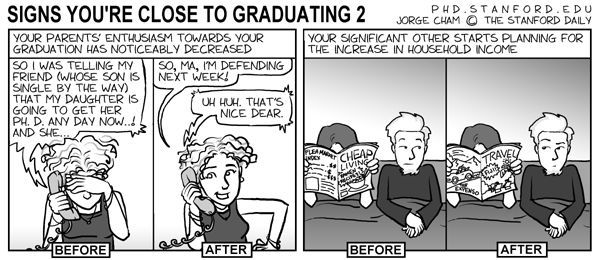 SIGNS YOU'RE CLOSE TO GRADUATING 2
PHD.STANFORD.EDU
JORGE CHAM © THE STANFORD DAILY
YOUR PARENTS' ENTHUSIASM TOWARDS YOUR
GRADUATION HAS NOTICEABLY DECREASED
SO I WAS TELLING MY
FRIEND (WHOSE SON IS
SINGLE BY THE WAY)
THAT MY DAUGHTER IS
GOING TO GET HER
PH. D. ANY DAY NOW..!
AND SHE...
BEFORE
SO, MA, I'M DEFENDING
NEXT WEEK!
UH HUH. THAT'S
NICE DEAR.
AFTER
YOUR SIGNIFICANT OTHER STARTS PLANNING FOR
THE INCREASE IN HOUSEHOLD INCOME
FLEA MARKET
INDEX
CHEAP
LIVING
BEFORE
TRAVEL
AFTER